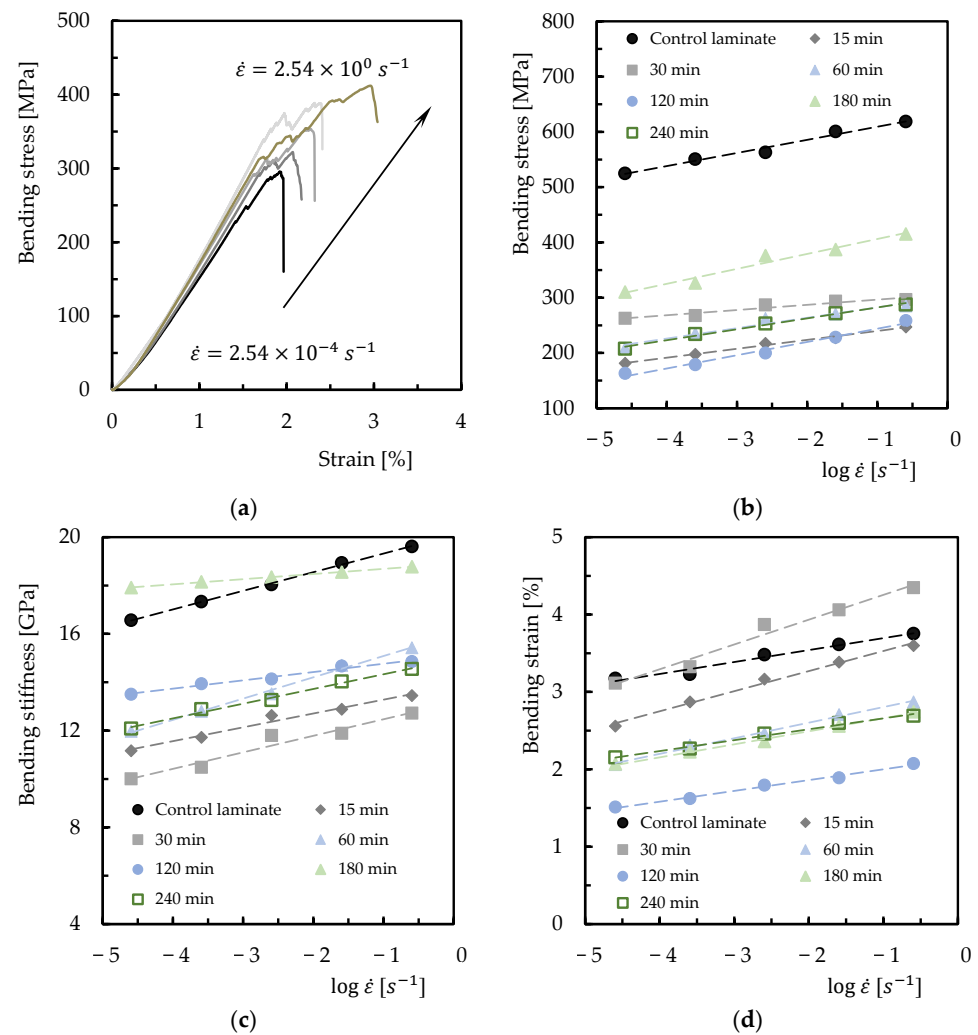 500
400
300
200
100
0
0
1
2
3
4
Bending stress [MPa]
Strain [%]
ε̇ = 2.54 × 10⁰ s⁻¹
ε̇ = 2.54 × 10⁻⁴ s⁻¹
(a)
800
700
600
500
400
300
200
100
−5
−4
−3
−2
−1
0
Bending stress [MPa]
log ε̇ [s⁻¹]
Control laminate
15 min
30 min
60 min
120 min
180 min
240 min
(b)
20
16
12
8
4
−5
−4
−3
−2
−1
0
Bending stiffness [GPa]
log ε̇ [s⁻¹]
Control laminate
15 min
30 min
60 min
120 min
180 min
240 min
(c)
5
4
3
2
1
0
−5
−4
−3
−2
−1
0
Bending strain [%]
log ε̇ [s⁻¹]
Control laminate
15 min
30 min
60 min
120 min
180 min
240 min
(d)